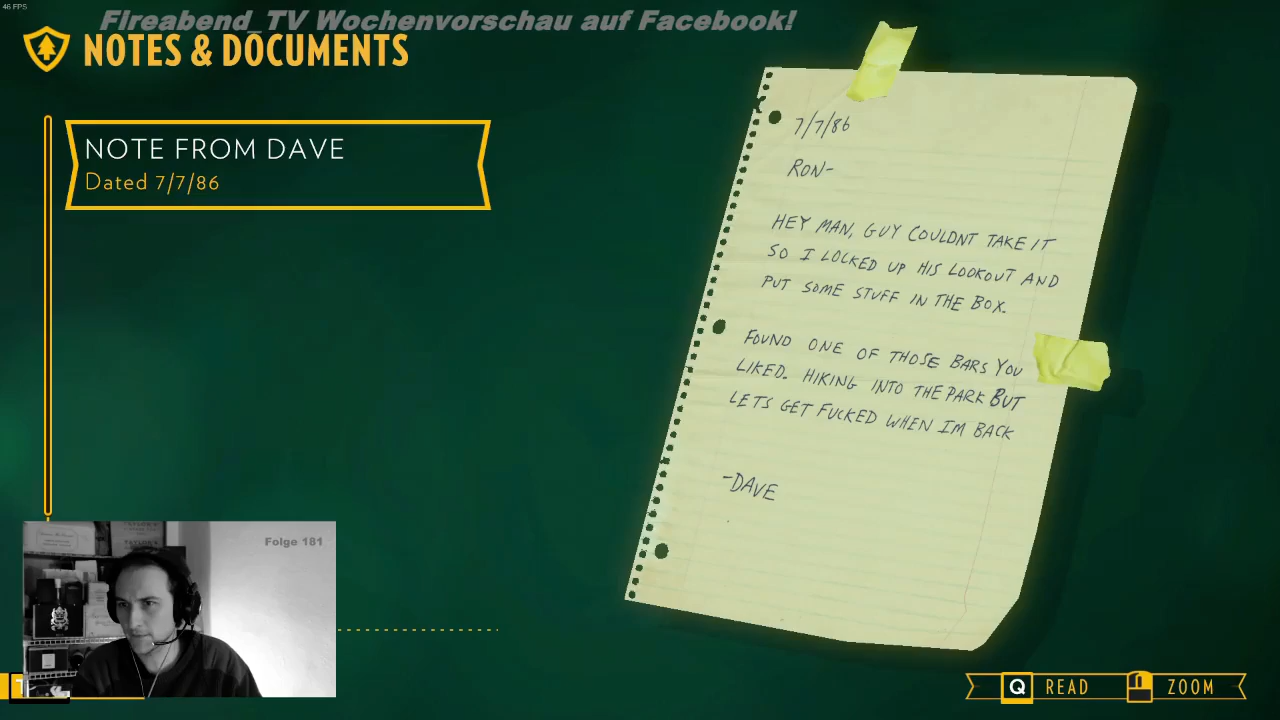 46 FPS
Fireabend_TV Wochenvorschau auf Facebook!
NOTES & DOCUMENTS
NOTE FROM DAVE
Dated 7/7/86
7/7/86
RON-
HEY MAN, GUY COULDNT TAKE IT
SO I LOCKED UP HIS LOOKOUT AND
PUT SOME STUFF IN THE BOX.
FOUND ONE OF THOSE BARS YOU
LIKED. HIKING INTO THE PARK BUT
LETS GET FUCKED WHEN IM BACK
-DAVE
Folge 181
Q READ
ZOOM